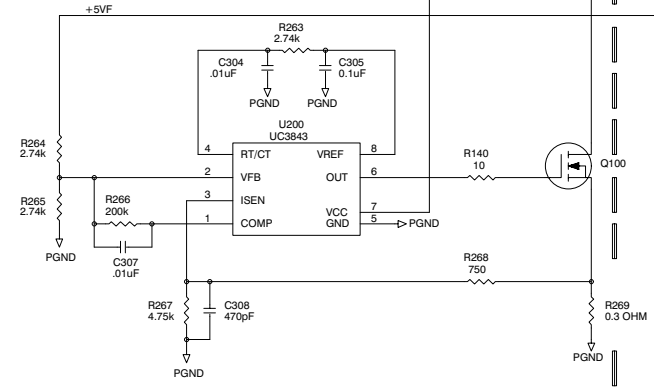 +5VF
R263
2.74k
C304
.01uF
C305
0.1uF
PGND
PGND
U200
UC3843
R264
2.74k
4
RT/CT
VREF
8
R140
10
Q100
2
VFB
OUT
6
R265
2.74k
R266
200k
3
ISEN
1
COMP
VCC
7
GND
5
PGND
PGND
C307
.01uF
R268
750
R267
4.75k
C308
470pF
R269
0.3 OHM
PGND
PGND